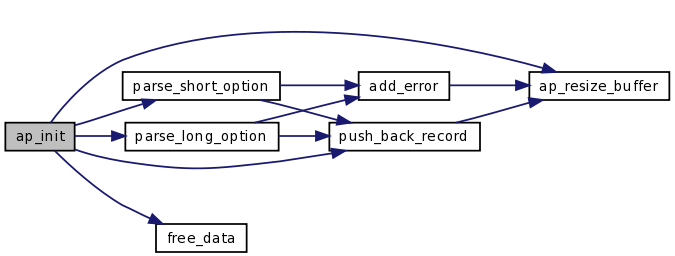 ap_init
parse_short_option
parse_long_option
free_data
add_error
push_back_record
ap_resize_buffer